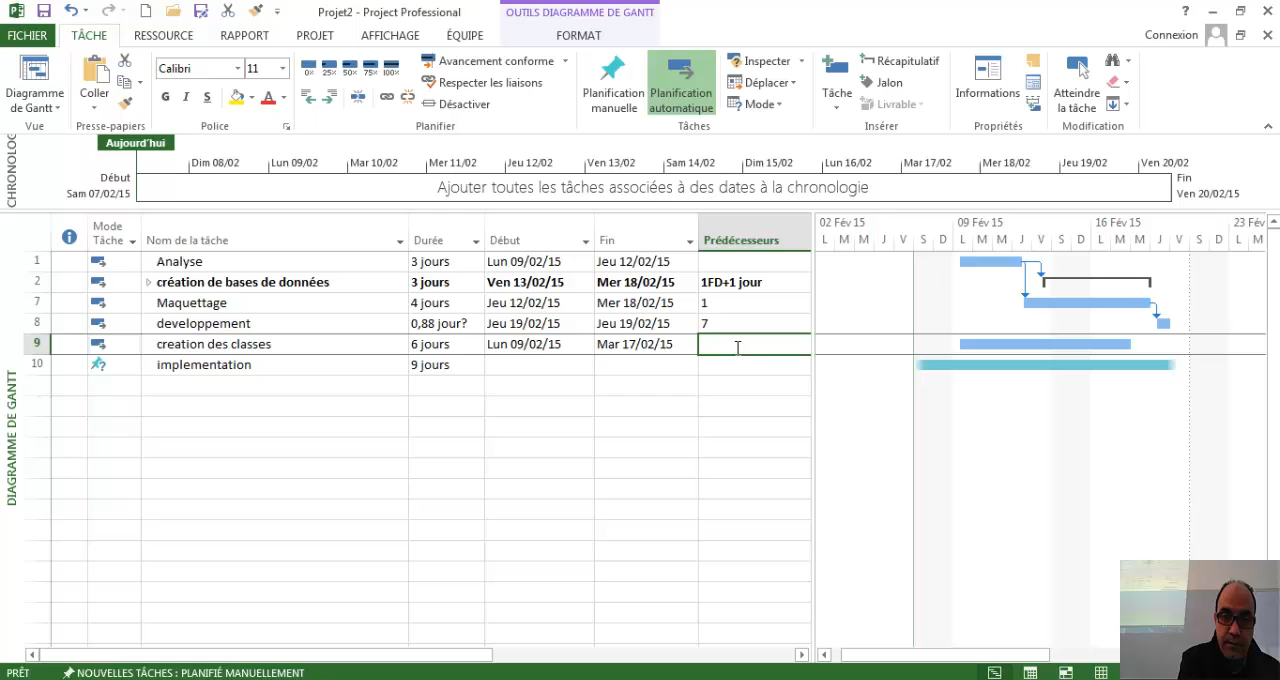 Projet2 - Project Professional
OUTILS DIAGRAMME DE GANTT
?
FICHIER TÂCHE RESSOURCE RAPPORT PROJET AFFICHAGE ÉQUIPE FORMAT Connexion
Diagramme de Gantt
Vue
Coller
Presse-papiers
Calibri 11
G I S
Police
0% 25% 50% 75% 100%
Avancement conforme
Respecter les liaisons
Désactiver
Planifier
Planification manuelle
Planification automatique
Inspecter
Déplacer
Mode
Tâches
Tâche
Récapitulatif
Jalon
Livrable
Insérer
Informations
Propriétés
Atteindre la tâche
Modification
CHRONOLOG
Aujourd'hui
Dim 08/02 Lun 09/02 Mar 10/02 Mer 11/02 Jeu 12/02 Ven 13/02 Sam 14/02 Dim 15/02 Lun 16/02 Mar 17/02 Mer 18/02 Jeu 19/02 Ven 20/02
Début
Sam 07/02/15
Ajouter toutes les tâches associées à des dates à la chronologie
Fin
Ven 20/02/15
Mode Tâche Nom de la tâche Durée Début Fin Prédécesseurs
02 Fév 15 09 Fév 15 16 Fév 15 23 Fév
L M M J V S D L M M J V S D L M M J V S D L M
1 Analyse 3 jours Lun 09/02/15 Jeu 12/02/15
2 création de bases de données 3 jours Ven 13/02/15 Mer 18/02/15 1FD+1 jour
7 Maquettage 4 jours Jeu 12/02/15 Mer 18/02/15 1
8 developpement 0,88 jour? Jeu 19/02/15 Jeu 19/02/15 7
9 creation des classes 6 jours Lun 09/02/15 Mar 17/02/15
10 implementation 9 jours
DIAGRAMME DE GANTT
PRÊT NOUVELLES TÂCHES : PLANIFIÉ MANUELLEMENT